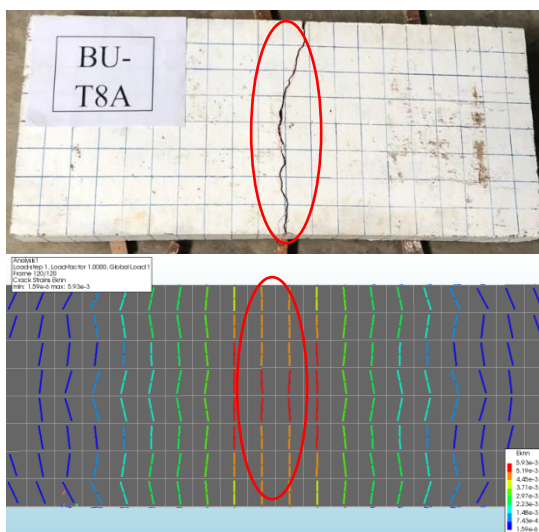 BU-
T8A
Analysis1
Load-step 1, Load-factor 1.0000, Global Load 1
Frame 120/120
Crack Strains Eknn
min: 1.59e-6 max: 5.93e-3
Eknn
5.93e-3
5.19e-3
4.45e-3
3.71e-3
2.97e-3
2.23e-3
1.48e-3
7.43e-4
1.59e-6